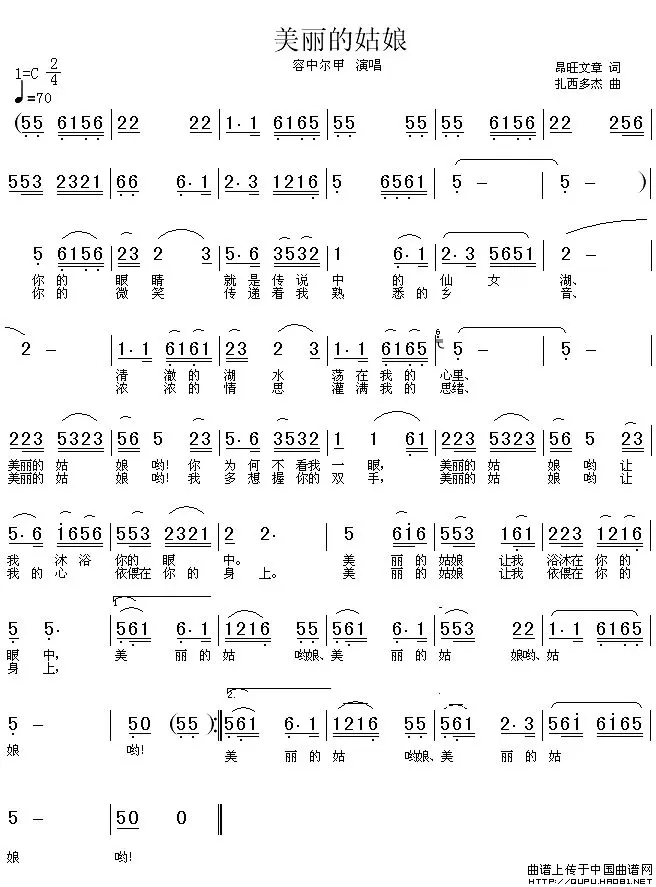 美丽的姑娘
容中尔甲 演唱
1=C 2/4
♩=70
昂旺文章 词
扎西多杰 曲
(55 6156 | 22 22 | 1·1 6165 | 55 55 | 55 6156 | 22 256
553 2321 | 66 6·1 | 2·3 1216 | 5 6561 | 5 – | 5 – )
5 6156 | 23 2 3 | 5·6 3532 | 1 6·1 | 2·3 5651 | 2 –
你的 眼睛 就是传说 中 的 仙 女 湖、
你的 微笑 传递着我 熟 悉的 乡 音、
2 – | 1·1 6161 | 23 2 3 | 1·1 6165 | 6 5 – | 5 –
清 澈的 湖 水 荡在我的 心里、
浓 浓的 情 思 灌满我的 思绪、
223 5323 | 56 5 23 | 5·6 3532 | 1 1 61 | 223 5323 | 56 5 23
美丽的 姑 娘 哟! 你 为何不看我 一 眼, 美丽的 姑 娘 哟 让
美丽的 姑 娘 哟! 我 多想握你的 双 手, 美丽的 姑 娘 哟 让
5·6 i656 | 553 2321 | 2 2· | 5 6i6 | 553 161 | 223 1216
我 沐浴 你的 眼 中。 美 丽的 姑娘 让我 浴沐在 你 的
我的 心 依偎在 你的 身 上。 美 丽的 姑娘 让我 依偎在 你 的
5 5· | 1. 561 6·1 | 1216 55 | 561 6·1 | 553 22 | 1·1 6165
眼 中, 美 丽 的 姑 哟娘、美 丽 的 姑 娘哟、姑
身 上,
5 – | 50 (55) :| 2. 561 6·1 | 1216 55 | 561 2·3 | 56i 6i65
娘 哟! 美 丽 的 姑 哟娘、美 丽 的 姑
5 – | 50 0 ‖
娘 哟!
曲谱上传于中国曲谱网
HTTP://QUPU.HAO81.NET